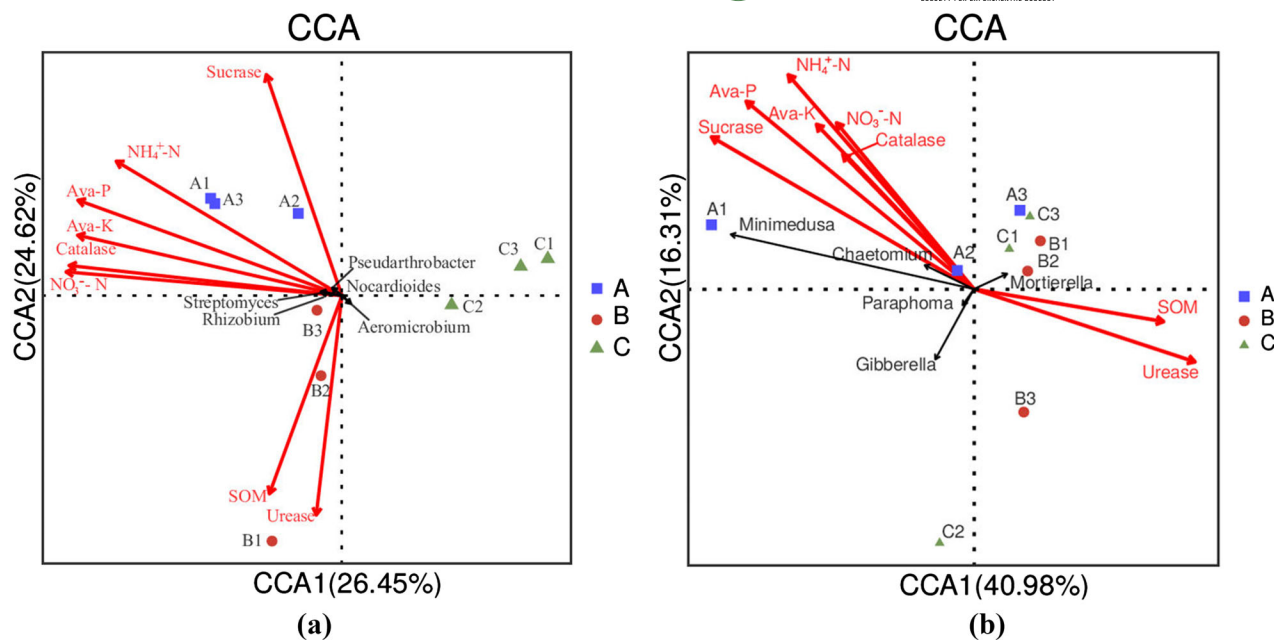 CCA
Sucrase
NH₄⁺-N
A1
A3
A2
Ava-P
Ava-K
Catalase
NO₃⁻- N
C3
C1
C2
Pseudarthrobacter
Nocardioides
Streptomyces
Rhizobium
Aeromicrobium
B3
B2
SOM
Urease
B1
CCA2(24.62%)
CCA1(26.45%)
A
B
C
(a)
CCA
NH₄⁺-N
Ava-P
Ava-K
NO₃⁻-N
Sucrase
Catalase
A1
Minimedusa
A3
C3
C1
B1
B2
Chaetomium
A2
Mortierella
Paraphoma
SOM
Gibberella
Urease
B3
C2
CCA2(16.31%)
CCA1(40.98%)
A
B
C
(b)